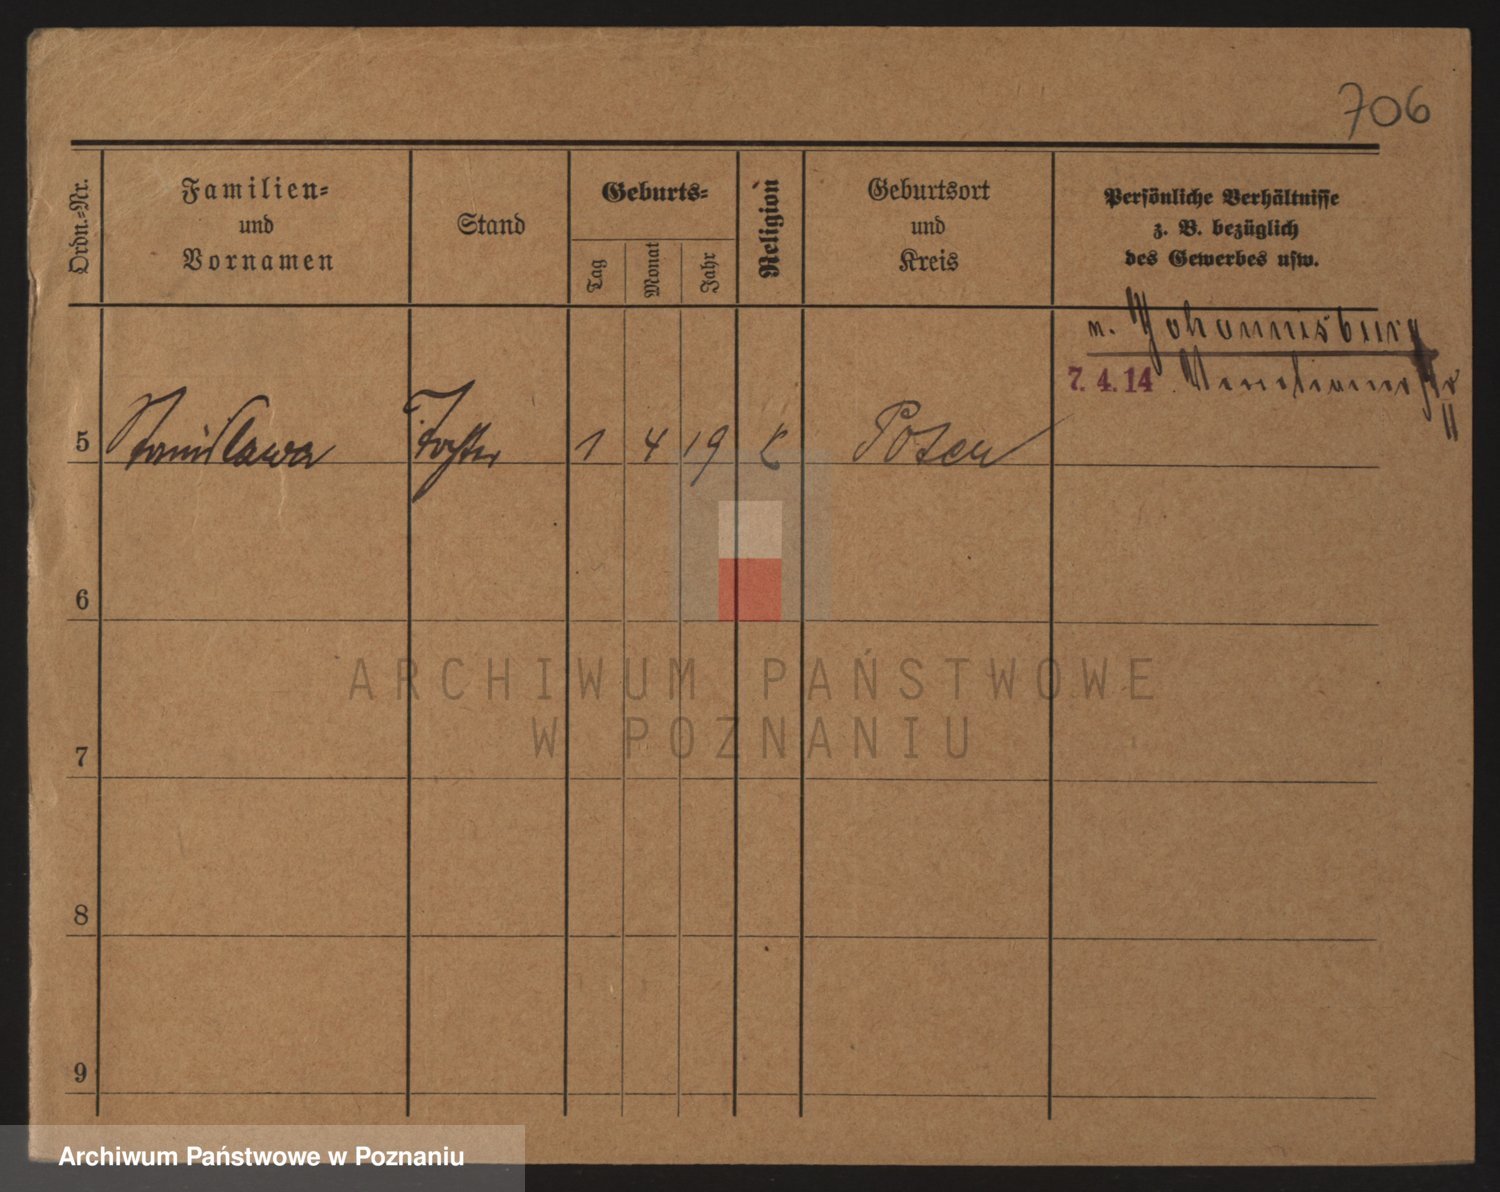 706
Ordn.-Nr.
Familien-
und
Vornamen
Stand
Geburts-
Tag
Monat
Jahr
Religion
Geburtsort
und
Kreis
Persönliche Verhältnisse
z. B. bezüglich
des Gewerbes usw.
n. Johannisburg
7. 4. 14
5 Stanislawa Tochter 1 4 19 k Posen
6
7
8
9
ARCHIWUM PAŃSTWOWE
W POZNANIU
Archiwum Państwowe w Poznaniu